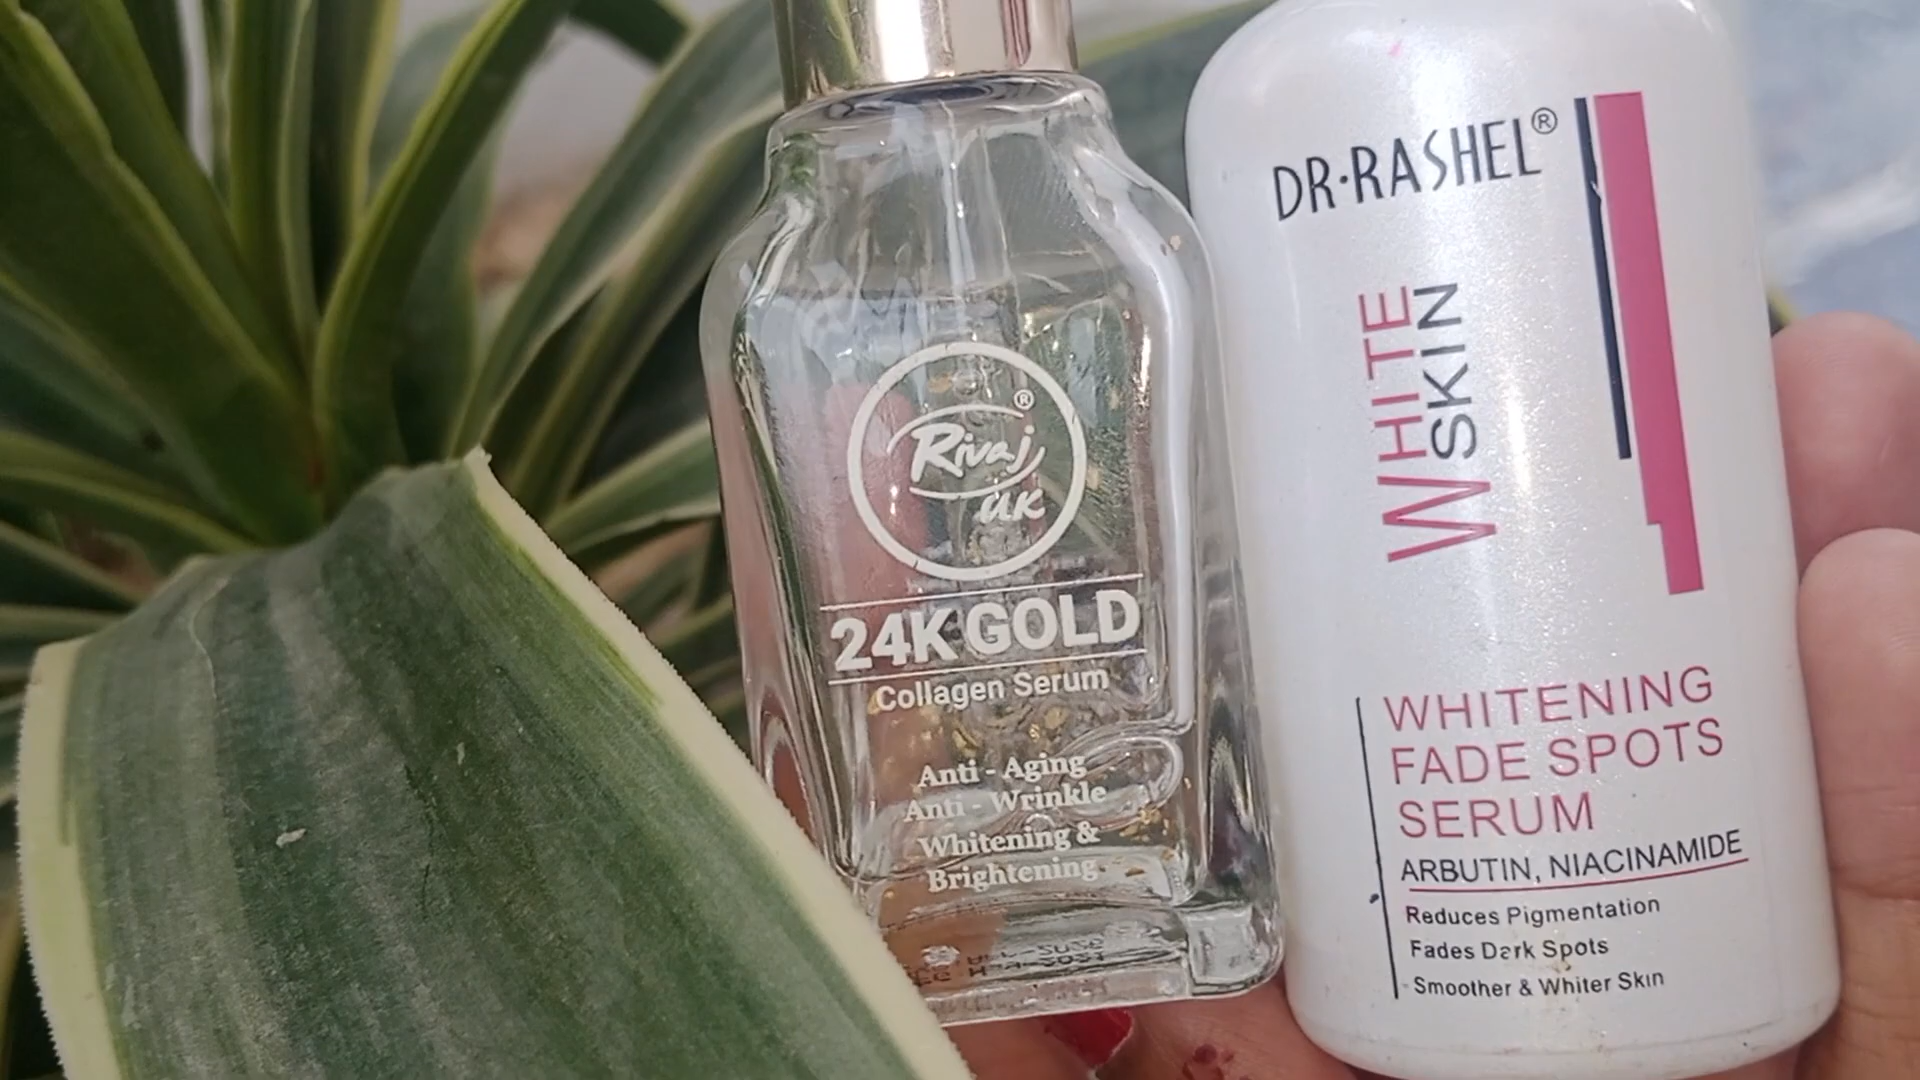 Rivaj ®
UK
24K GOLD
Collagen Serum
Anti - Aging
Anti - Wrinkle
Whitening &
Brightening
DR·RASHEL®
WHITE
SKIN
WHITENING
FADE SPOTS
SERUM
ARBUTIN, NIACINAMIDE
Reduces Pigmentation
Fades Dark Spots
Smoother & Whiter Skin